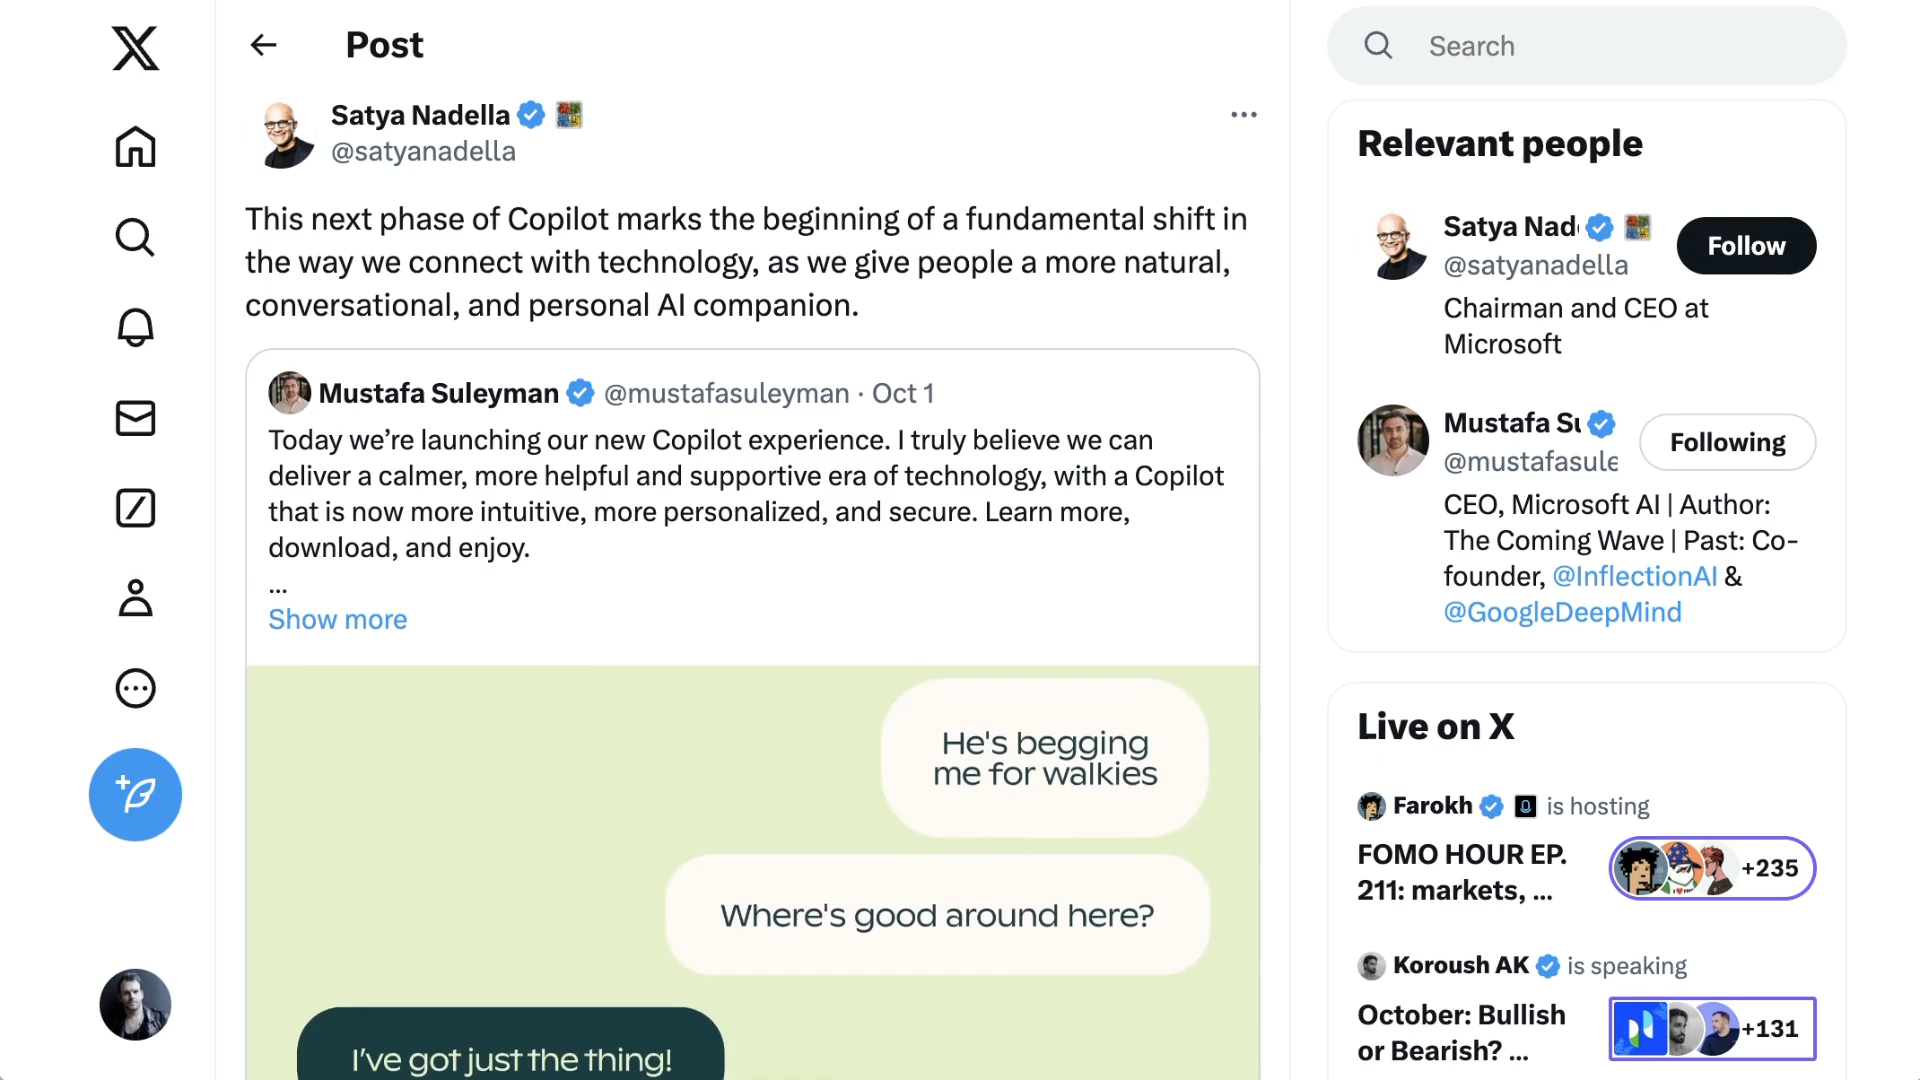 Post
Satya Nadella
@satyanadella
This next phase of Copilot marks the beginning of a fundamental shift in
the way we connect with technology, as we give people a more natural,
conversational, and personal AI companion.
Mustafa Suleyman @mustafasuleyman · Oct 1
Today we’re launching our new Copilot experience. I truly believe we can
deliver a calmer, more helpful and supportive era of technology, with a Copilot
that is now more intuitive, more personalized, and secure. Learn more,
download, and enjoy.
...
Show more
He's begging
me for walkies
Where's good around here?
I've got just the thing!
Search
Relevant people
Satya Nad
@satyanadella
Follow
Chairman and CEO at
Microsoft
Mustafa Su
@mustafasule
Following
CEO, Microsoft AI | Author:
The Coming Wave | Past: Co-
founder, @InflectionAI &
@GoogleDeepMind
Live on X
Farokh is hosting
FOMO HOUR EP.
211: markets, ...
+235
Koroush AK is speaking
October: Bullish
or Bearish? ...
+131